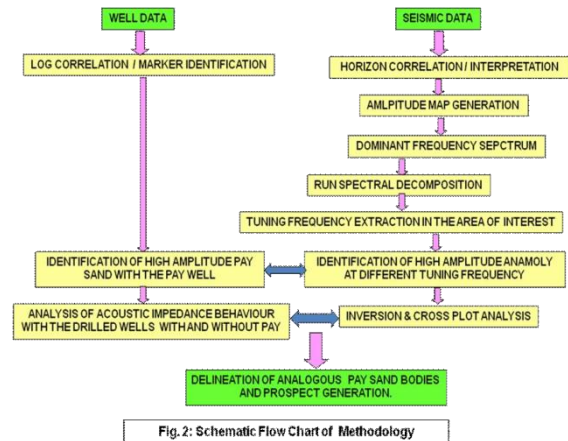 WELL DATA
SEISMIC DATA
LOG CORRELATION / MARKER IDENTIFICATION
HORIZON CORRELATION / INTERPRETATION
AMLPITUDE MAP GENERATION
DOMINANT FREQUENCY SEPCTRUM
RUN SPECTRAL DECOMPOSITION
TUNING FREQUENCY EXTRACTION IN THE AREA OF INTEREST
IDENTIFICATION OF HIGH AMPLITUDE PAY
SAND WITH THE PAY WELL
IDENTIFICATION OF HIGH AMPLITUDE ANAMOLY
AT DIFFERENT TUNING FREQUENCY
ANALYSIS OF ACOUSTIC IMPEDANCE BEHAVIOUR
WITH THE DRILLED WELLS WITH AND WITHOUT PAY
INVERSION & CROSS PLOT ANALYSIS
DELINEATION OF ANALOGOUS PAY SAND BODIES
AND PROSPECT GENERATION.
Fig. 2: Schematic Flow Chart of Methodology